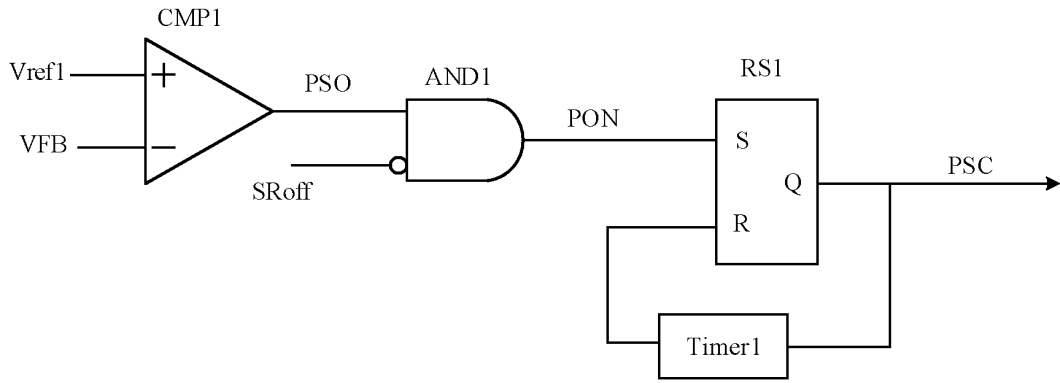 CMP1
Vref1
+
PSO
AND1
RS1
VFB
−
SRoff
PON
S
Q
R
PSC
Timer1